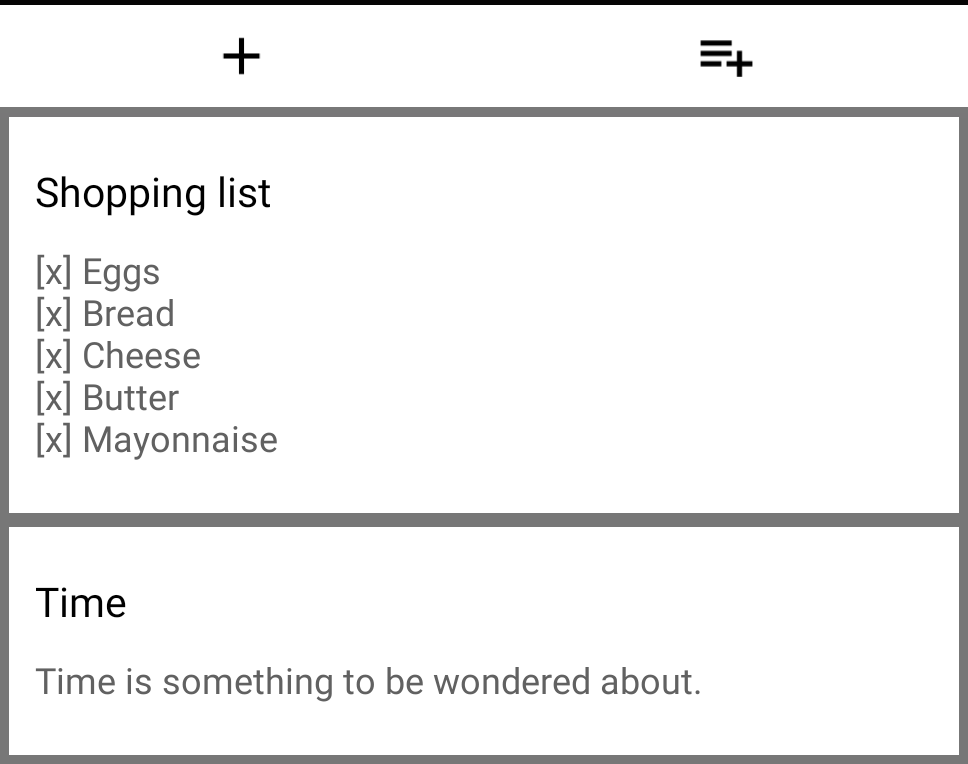 Shopping list
[x] Eggs
[x] Bread
[x] Cheese
[x] Butter
[x] Mayonnaise
Time
Time is something to be wondered about.